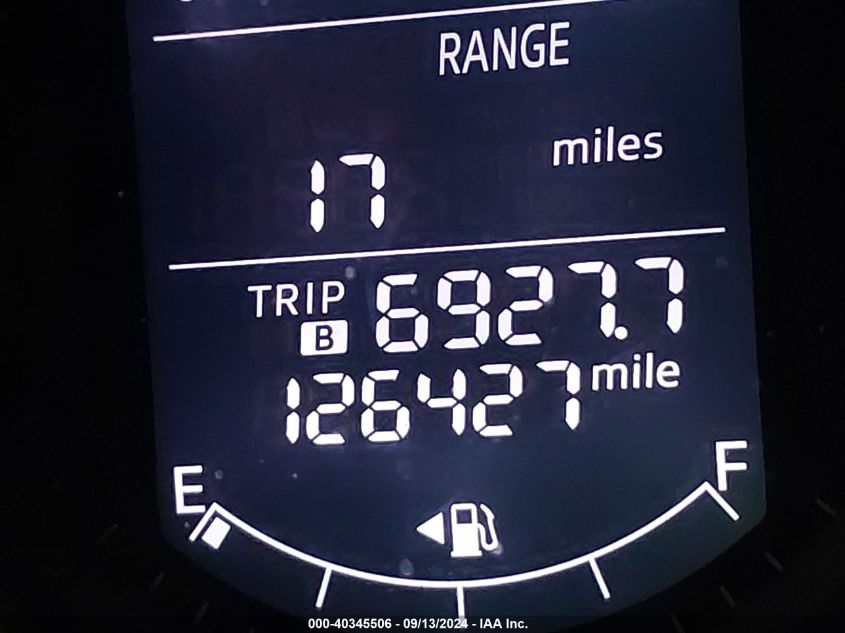 RANGE
17 miles
TRIP B 6927.7
126427 mile
E F
000-40345506 - 09/13/2024 - IAA Inc.